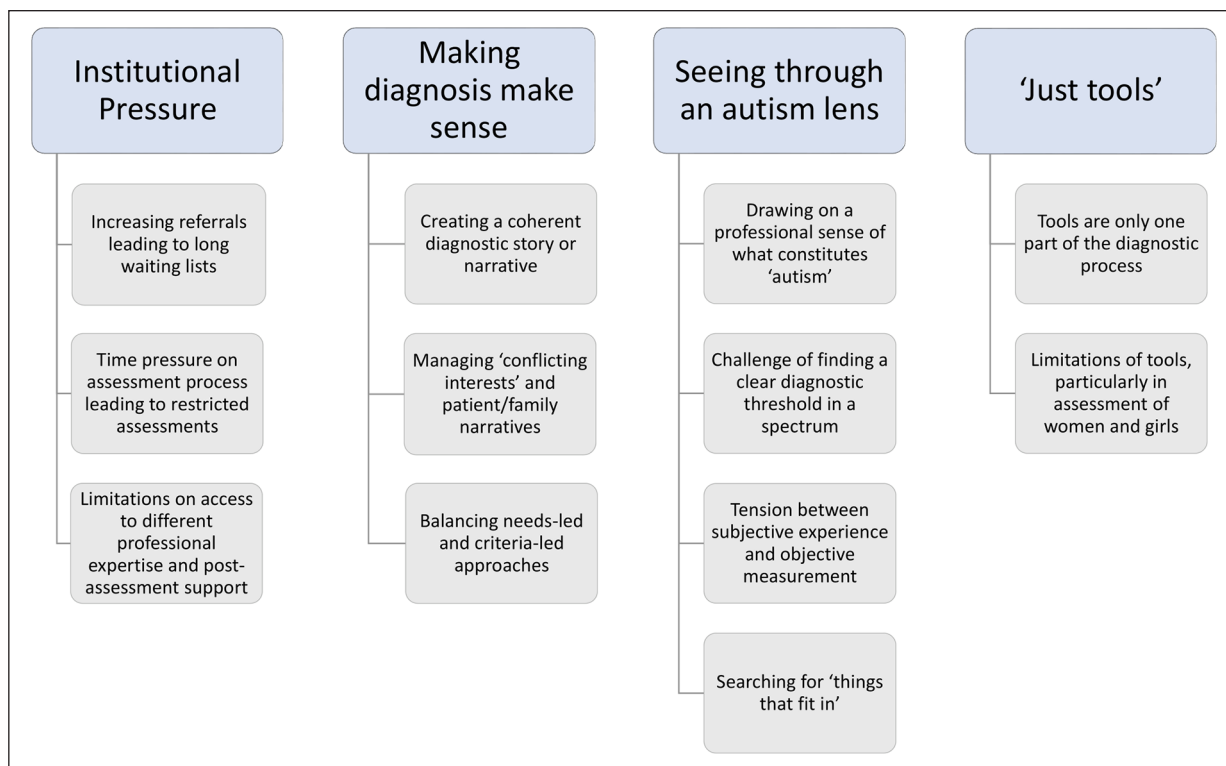 Institutional
Pressure
Increasing referrals
leading to long
waiting lists
Time pressure on
assessment process
leading to restricted
assessments
Limitations on access
to different
professional
expertise and post-
assessment support
Making
diagnosis make
sense
Creating a coherent
diagnostic story or
narrative
Managing ‘conflicting
interests’ and
patient/family
narratives
Balancing needs-led
and criteria-led
approaches
Seeing through
an autism lens
Drawing on a
professional sense of
what constitutes
‘autism’
Challenge of finding a
clear diagnostic
threshold in a
spectrum
Tension between
subjective experience
and objective
measurement
Searching for ‘things
that fit in’
‘Just tools’
Tools are only one
part of the diagnostic
process
Limitations of tools,
particularly in
assessment of
women and girls